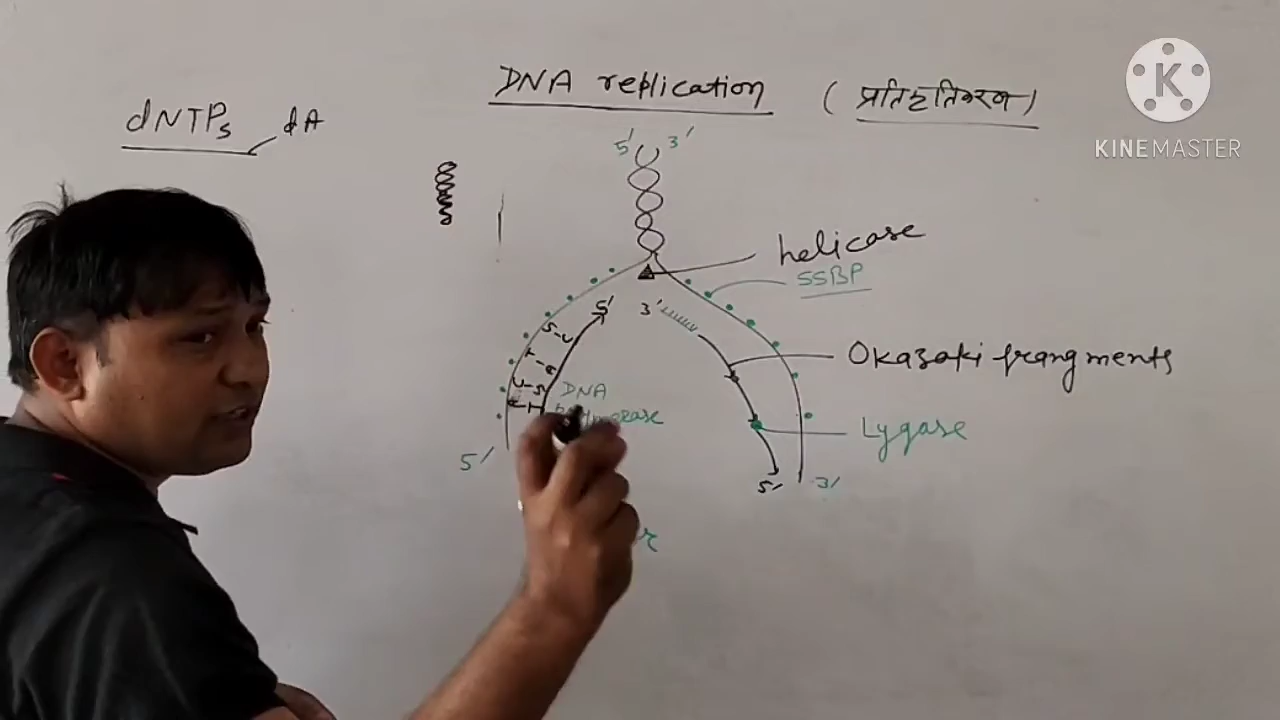 DNA replication (प्रतिकृतिकरण)
dNTPs dA
5' 3'
helicase
SSBP
5' 3'
Okazaki frangments
DNA
Lygase
5' 5' 3'
K
KINEMASTER